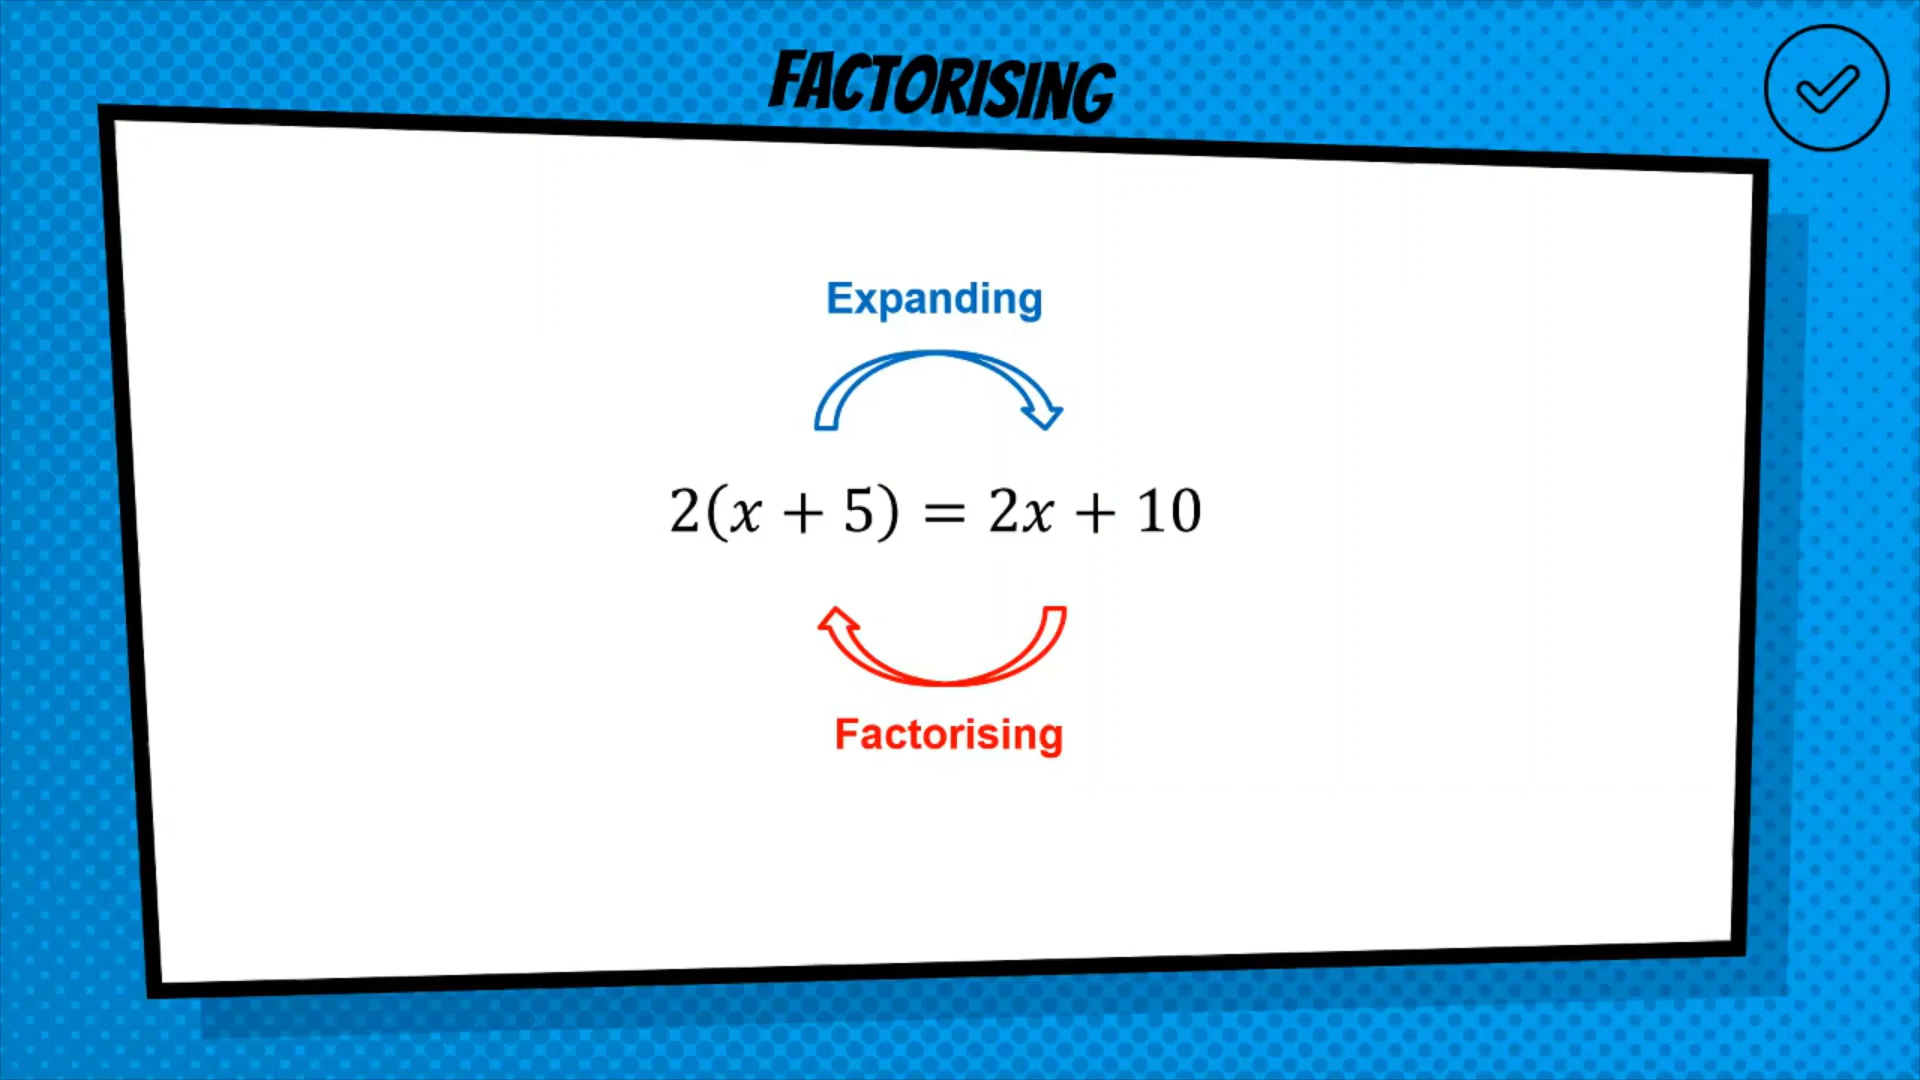 FACTORISING
Expanding
2(x + 5) = 2x + 10
Factorising